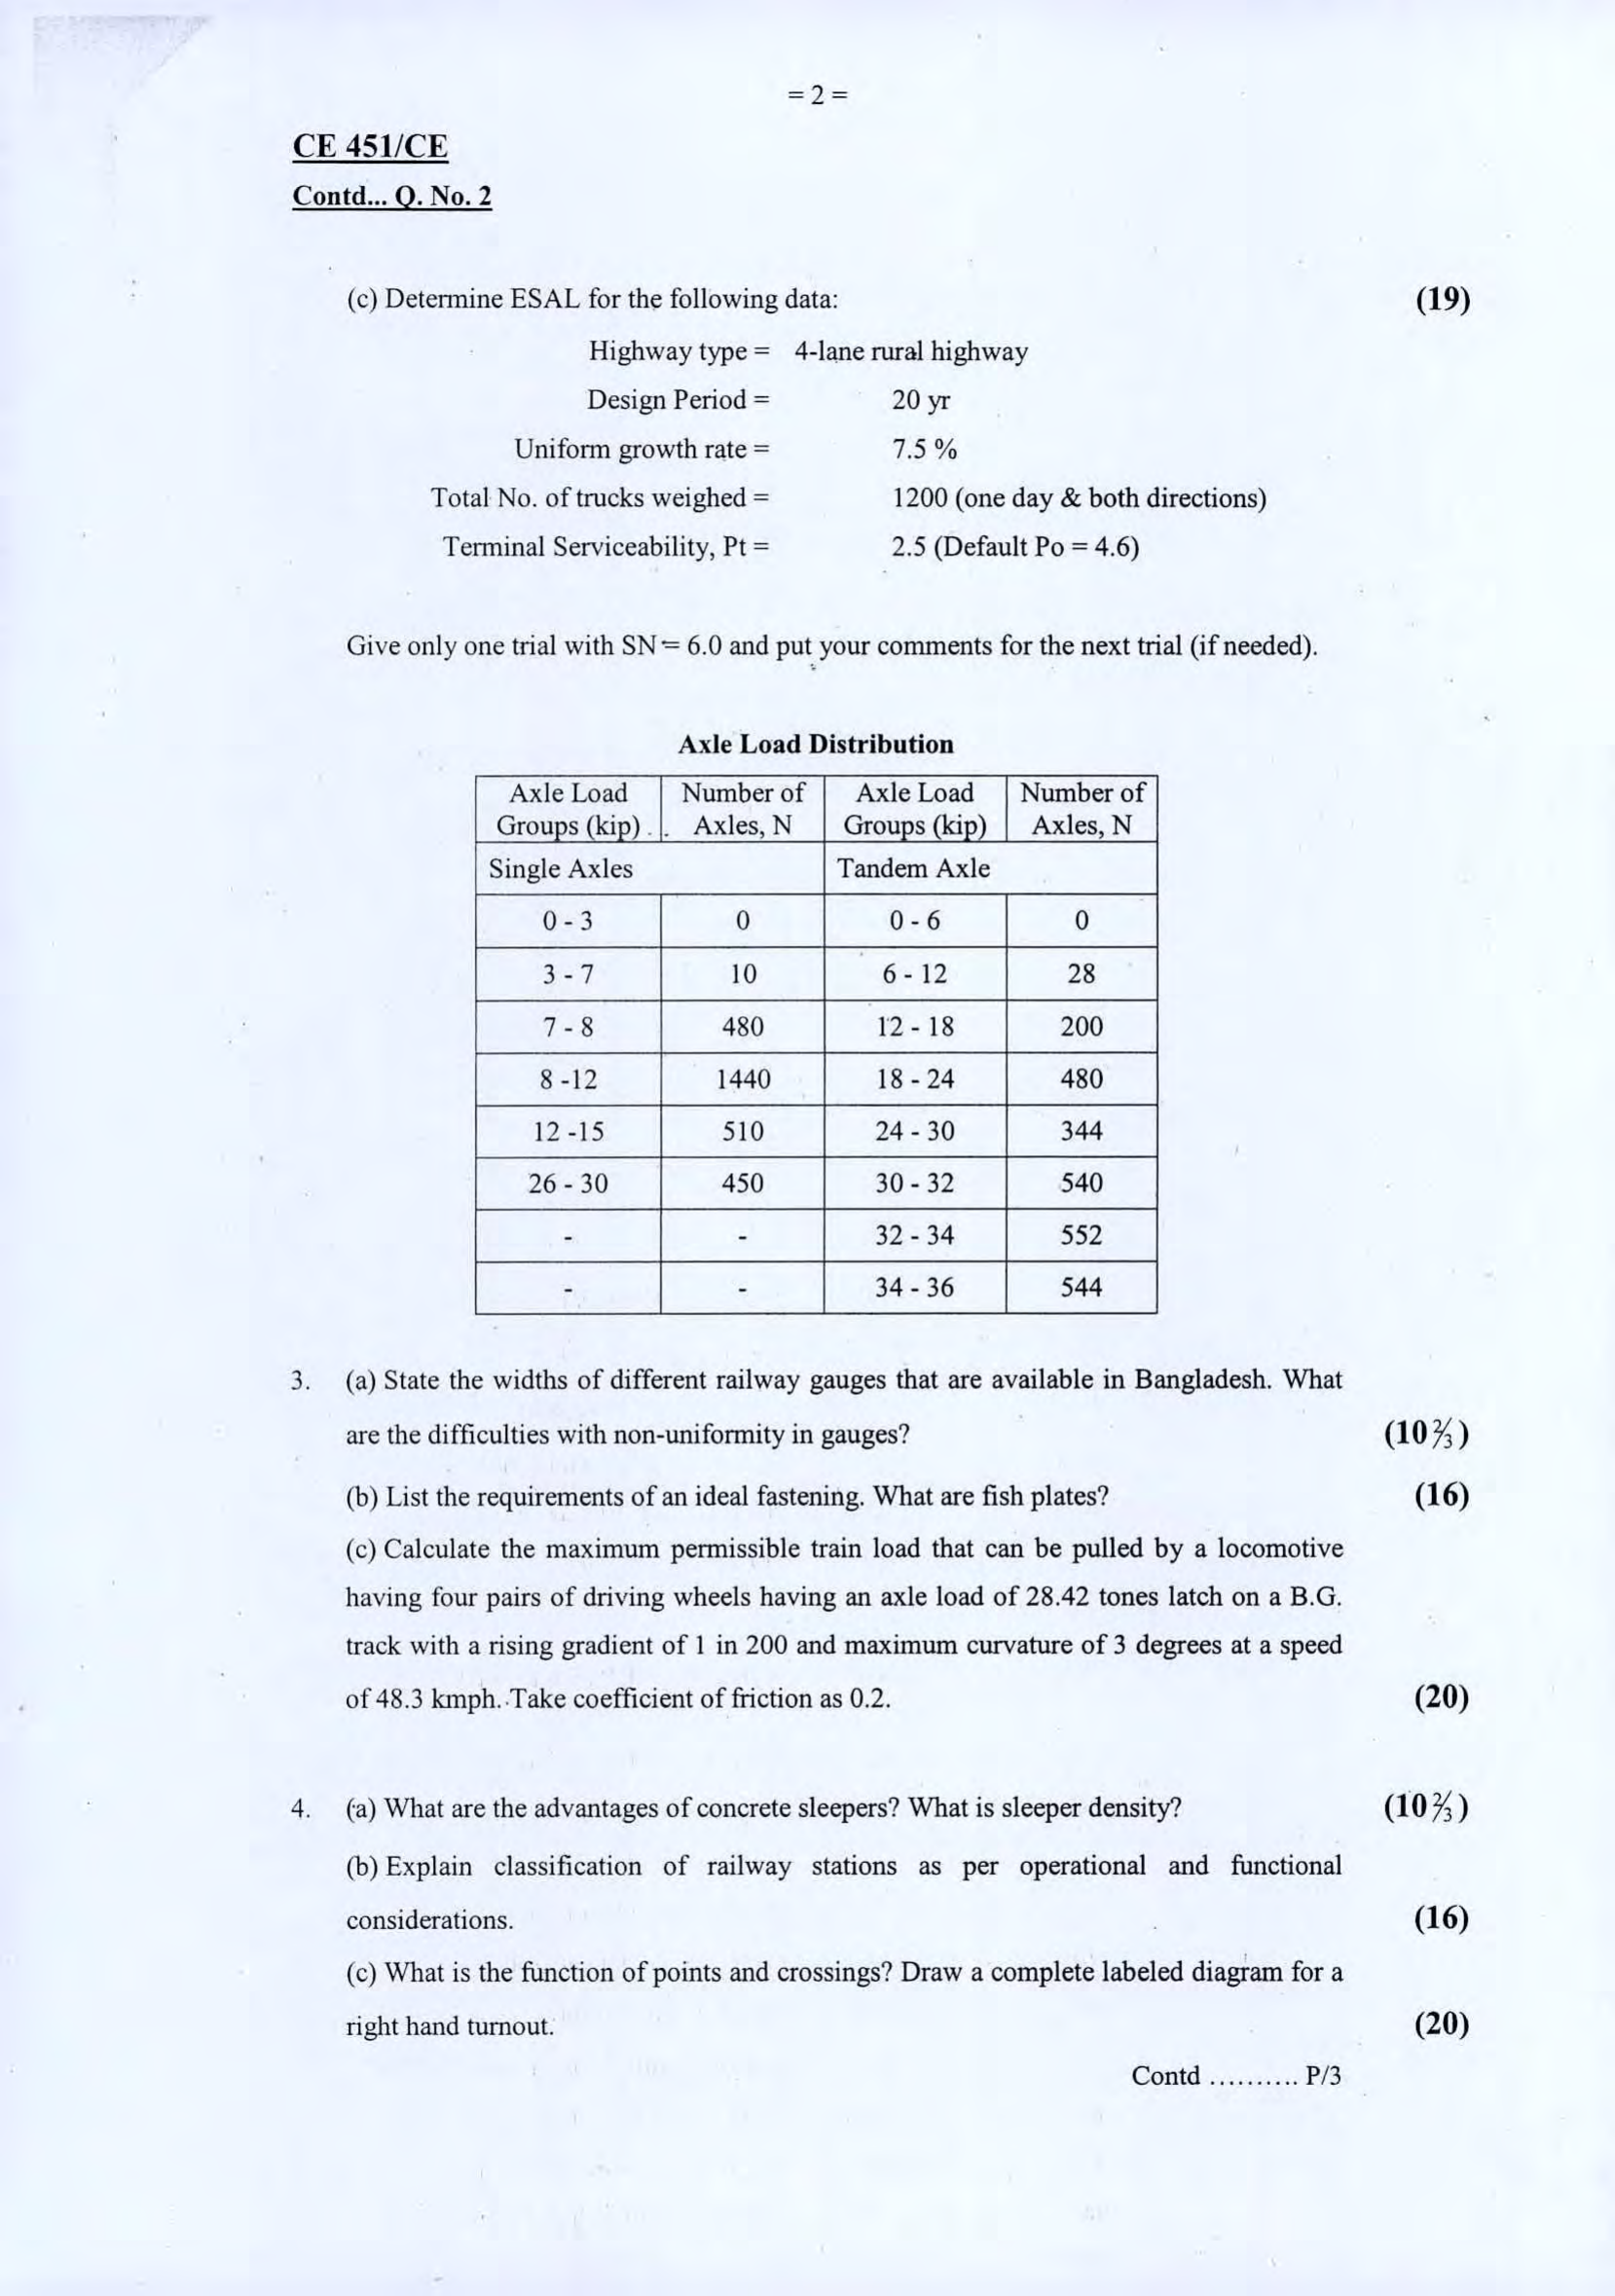 = 2 =
CE 451/CE
Contd... Q. No. 2
(c) Determine ESAL for the following data: (19)
Highway type = 4-lane rural highway
Design Period = 20 yr
Uniform growth rate = 7.5 %
Total No. of trucks weighed = 1200 (one day & both directions)
Terminal Serviceability, Pt = 2.5 (Default Po = 4.6)
Give only one trial with SN = 6.0 and put your comments for the next trial (if needed).
Axle Load Distribution
Axle Load Number of Axle Load Number of
Groups (kip) Axles, N Groups (kip) Axles, N
Single Axles Tandem Axle
0 - 3 0 0 - 6 0
3 - 7 10 6 - 12 28
7 - 8 480 12 - 18 200
8 -12 1440 18 - 24 480
12 -15 510 24 - 30 344
26 - 30 450 30 - 32 540
- - 32 - 34 552
- - 34 - 36 544
3. (a) State the widths of different railway gauges that are available in Bangladesh. What
are the difficulties with non-uniformity in gauges? (10 ⅔)
(b) List the requirements of an ideal fastening. What are fish plates? (16)
(c) Calculate the maximum permissible train load that can be pulled by a locomotive
having four pairs of driving wheels having an axle load of 28.42 tones latch on a B.G.
track with a rising gradient of 1 in 200 and maximum curvature of 3 degrees at a speed
of 48.3 kmph. Take coefficient of friction as 0.2. (20)
4. (a) What are the advantages of concrete sleepers? What is sleeper density? (10 ⅔)
(b) Explain classification of railway stations as per operational and functional
considerations. (16)
(c) What is the function of points and crossings? Draw a complete labeled diagram for a
right hand turnout. (20)
Contd .......... P/3